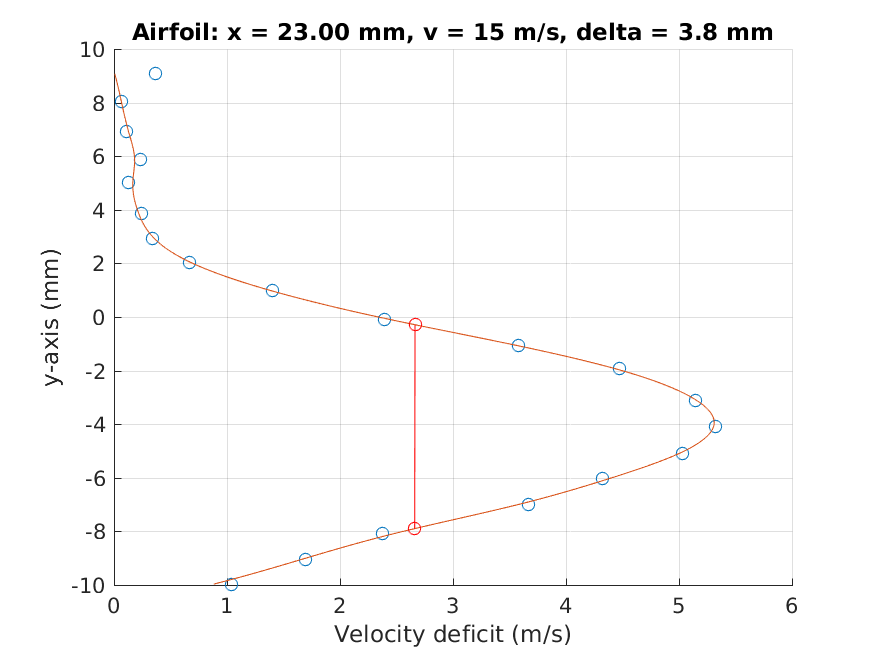 Airfoil: x = 23.00 mm, v = 15 m/s, delta = 3.8 mm
10
8
6
4
2
0
-2
-4
-6
-8
-10
y-axis (mm)
0 1 2 3 4 5 6
Velocity deficit (m/s)